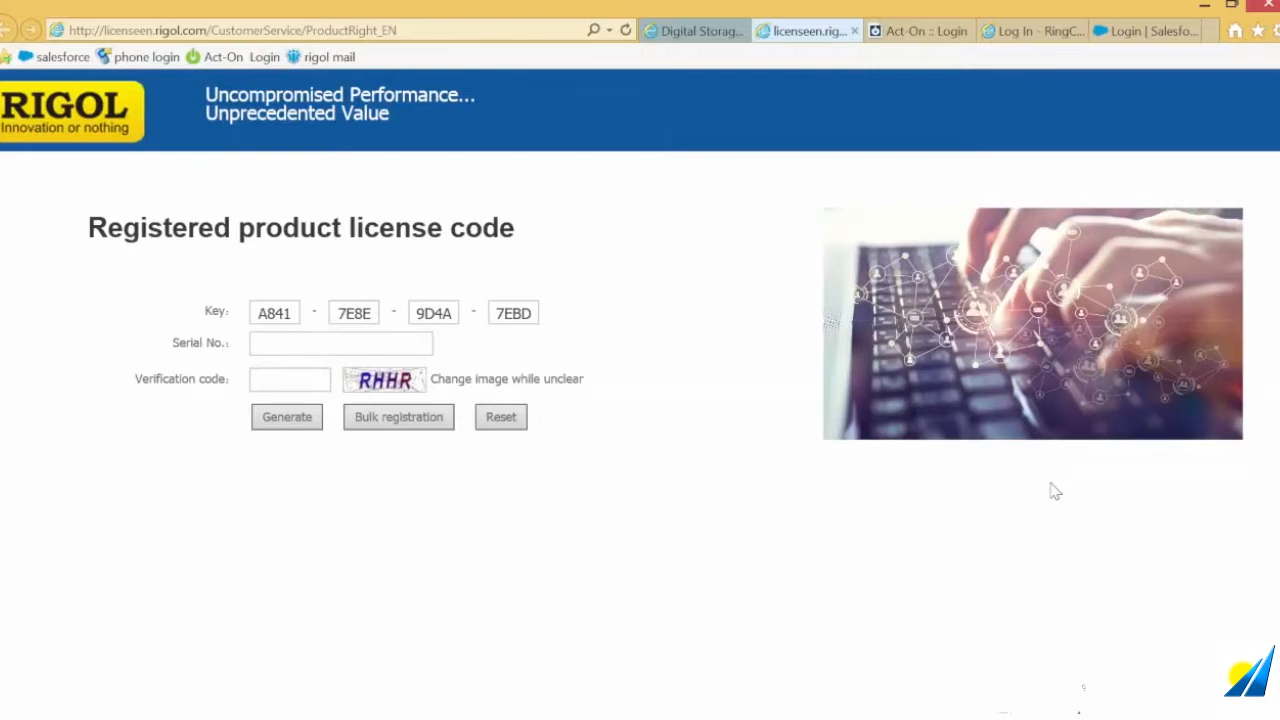 http://licenseen.rigol.com/CustomerService/ProductRight_EN
Digital Storag...
licenseen.rig...
Act-On :: Login
Log In - RingC...
Login | Salesfo...
salesforce
phone login
Act-On Login
rigol mail
RIGOL
Innovation or nothing
Uncompromised Performance...
Unprecedented Value
Registered product license code
Key: A841 - 7E8E - 9D4A - 7EBD
Serial No.:
Verification code: RHHR Change image while unclear
Generate Bulk registration Reset